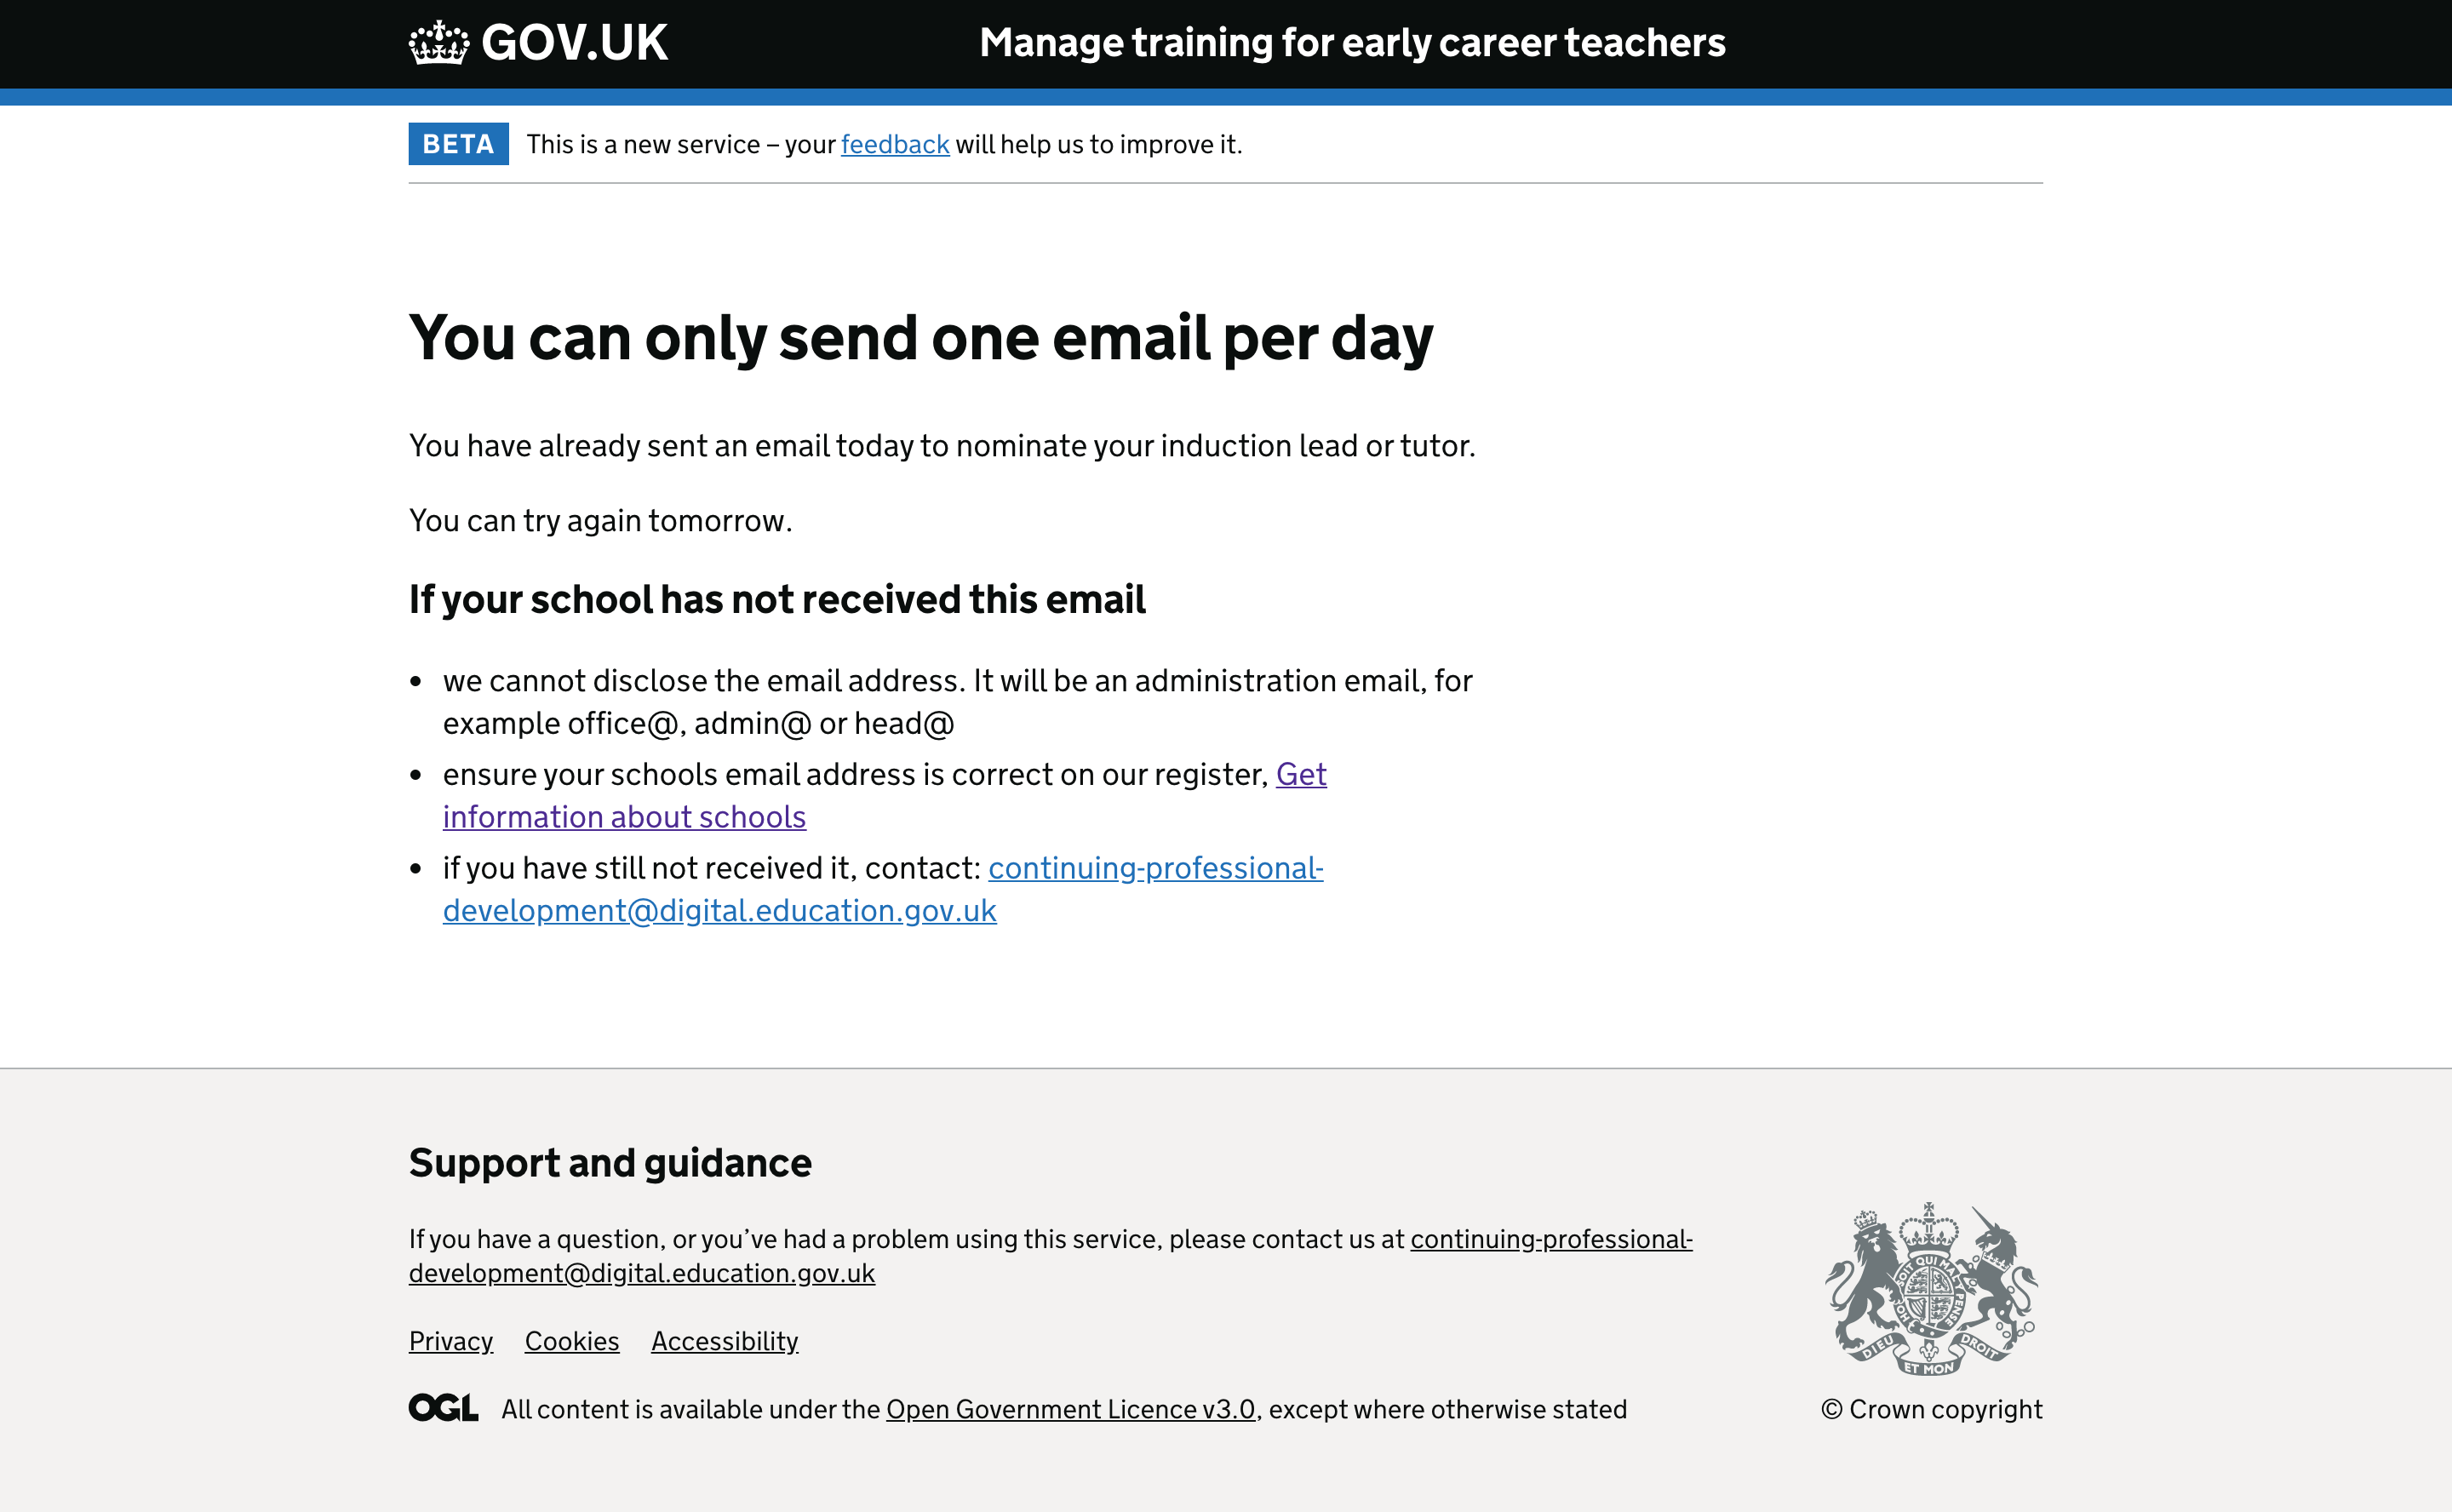 GOV.UK
Manage training for early career teachers
BETA This is a new service – your feedback will help us to improve it.
You can only send one email per day
You have already sent an email today to nominate your induction lead or tutor.
You can try again tomorrow.
If your school has not received this email
• we cannot disclose the email address. It will be an administration email, for
example office@, admin@ or head@
• ensure your schools email address is correct on our register, Get
information about schools
• if you have still not received it, contact: continuing-professional-
development@digital.education.gov.uk
Support and guidance
If you have a question, or you’ve had a problem using this service, please contact us at continuing-professional-
development@digital.education.gov.uk
Privacy Cookies Accessibility
OGL All content is available under the Open Government Licence v3.0, except where otherwise stated
HONI SOIT QUI MAL Y PENSE
DIEU ET MON DROIT
© Crown copyright